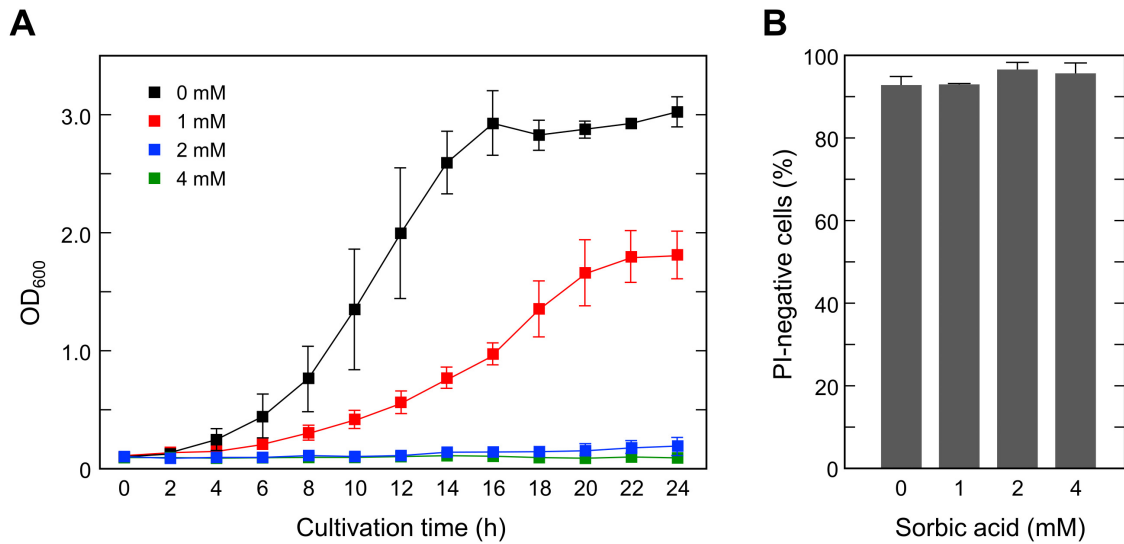 A
B
0 mM
1 mM
2 mM
4 mM
OD600
3.0
2.0
1.0
0
0 2 4 6 8 10 12 14 16 18 20 22 24
Cultivation time (h)
PI-negative cells (%)
100
80
60
40
20
0
0 1 2 4
Sorbic acid (mM)